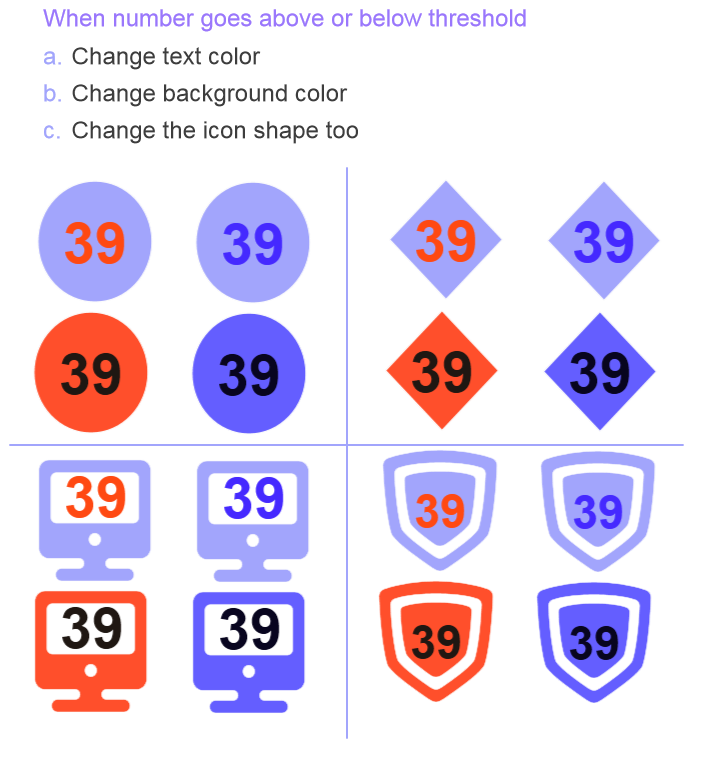 When number goes above or below threshold
a. Change text color
b. Change background color
c. Change the icon shape too
39 39 39 39
39 39 39 39
39 39 39 39
39 39 39 39